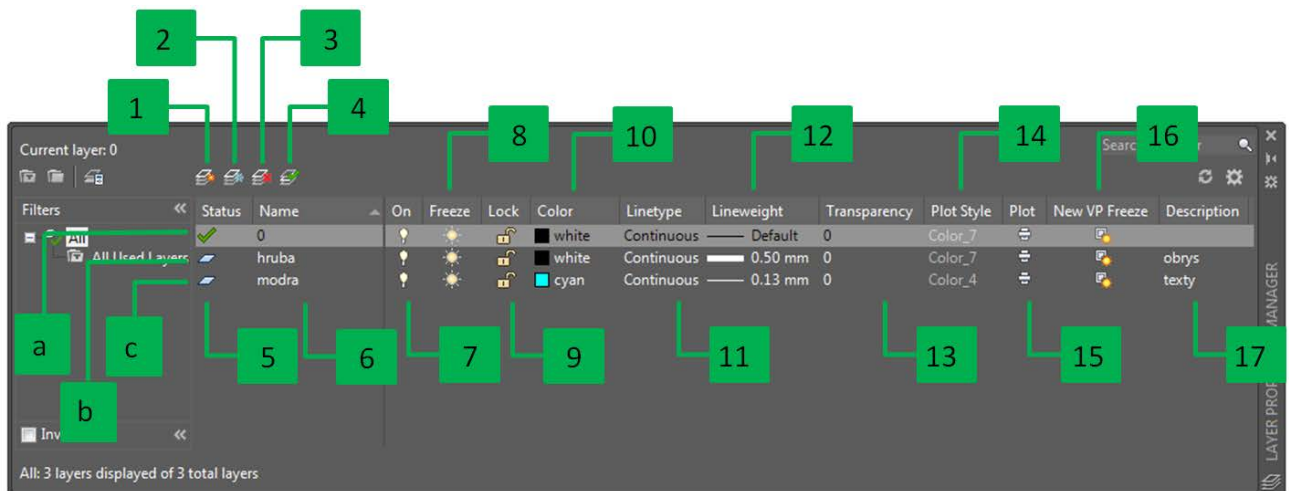 2 3
1 4
8 10 12 14 16
Current layer: 0
Filters Status Name On Freeze Lock Color Linetype Lineweight Transparency Plot Style Plot New VP Freeze Description
All 0 white Continuous Default 0 Color_7
All Used Layers hruba white Continuous 0.50 mm 0 Color_7 obrys
modra cyan Continuous 0.13 mm 0 Color_4 texty
a c 5 6 7 9 11 13 15 17
b
All: 3 layers displayed of 3 total layers
LAYER MANAGER